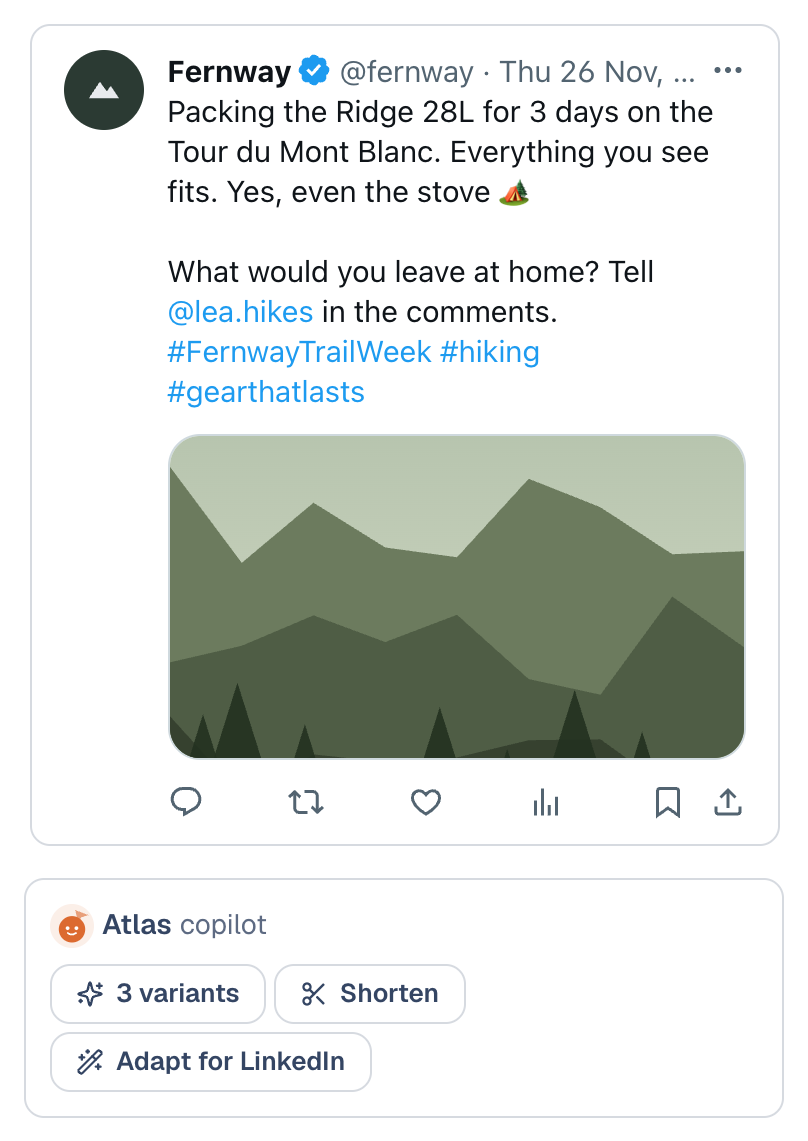 Fernway @fernway · Thu 26 Nov, ...
Packing the Ridge 28L for 3 days on the
Tour du Mont Blanc. Everything you see
fits. Yes, even the stove 🏕️
What would you leave at home? Tell
@lea.hikes in the comments.
#FernwayTrailWeek #hiking
#gearthatlasts
Atlas copilot
3 variants
Shorten
Adapt for LinkedIn